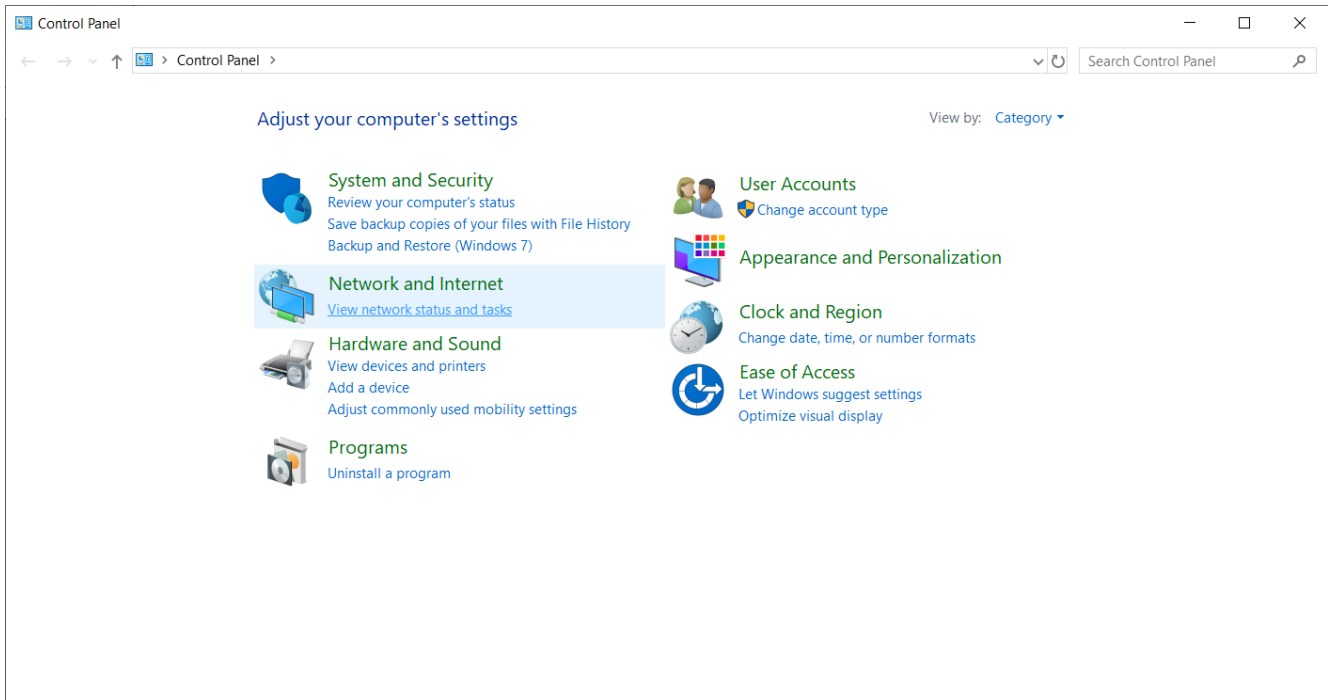 Control Panel
Control Panel
Search Control Panel
Adjust your computer's settings
View by: Category
System and Security
Review your computer's status
Save backup copies of your files with File History
Backup and Restore (Windows 7)
Network and Internet
View network status and tasks
Hardware and Sound
View devices and printers
Add a device
Adjust commonly used mobility settings
Programs
Uninstall a program
User Accounts
Change account type
Appearance and Personalization
Clock and Region
Change date, time, or number formats
Ease of Access
Let Windows suggest settings
Optimize visual display